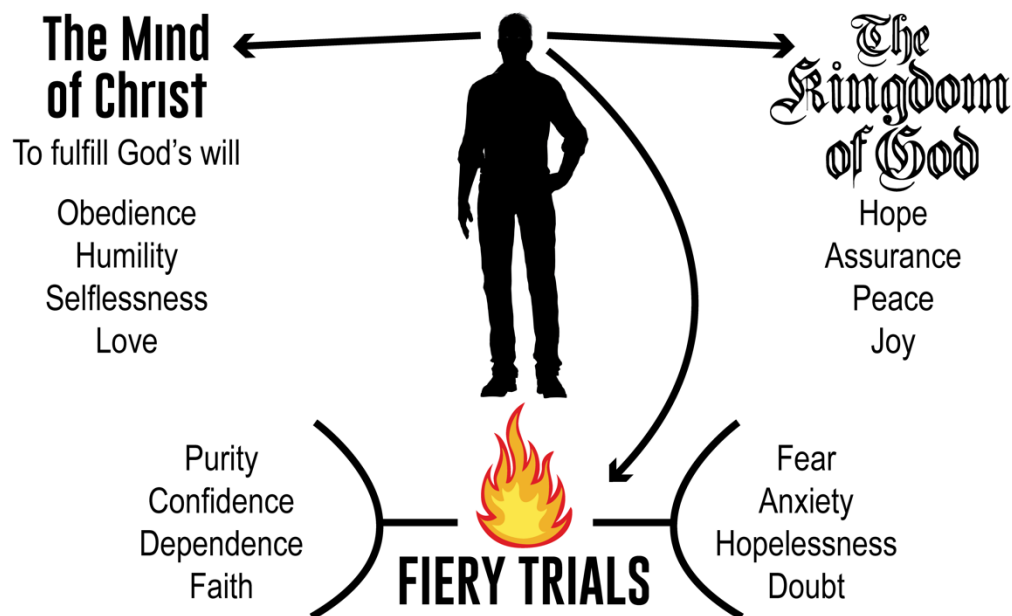 The Mind
of Christ
To fulfill God's will
Obedience
Humility
Selflessness
Love
The
Kingdom
of God
Hope
Assurance
Peace
Joy
Purity
Confidence
Dependence
Faith
FIERY TRIALS
Fear
Anxiety
Hopelessness
Doubt